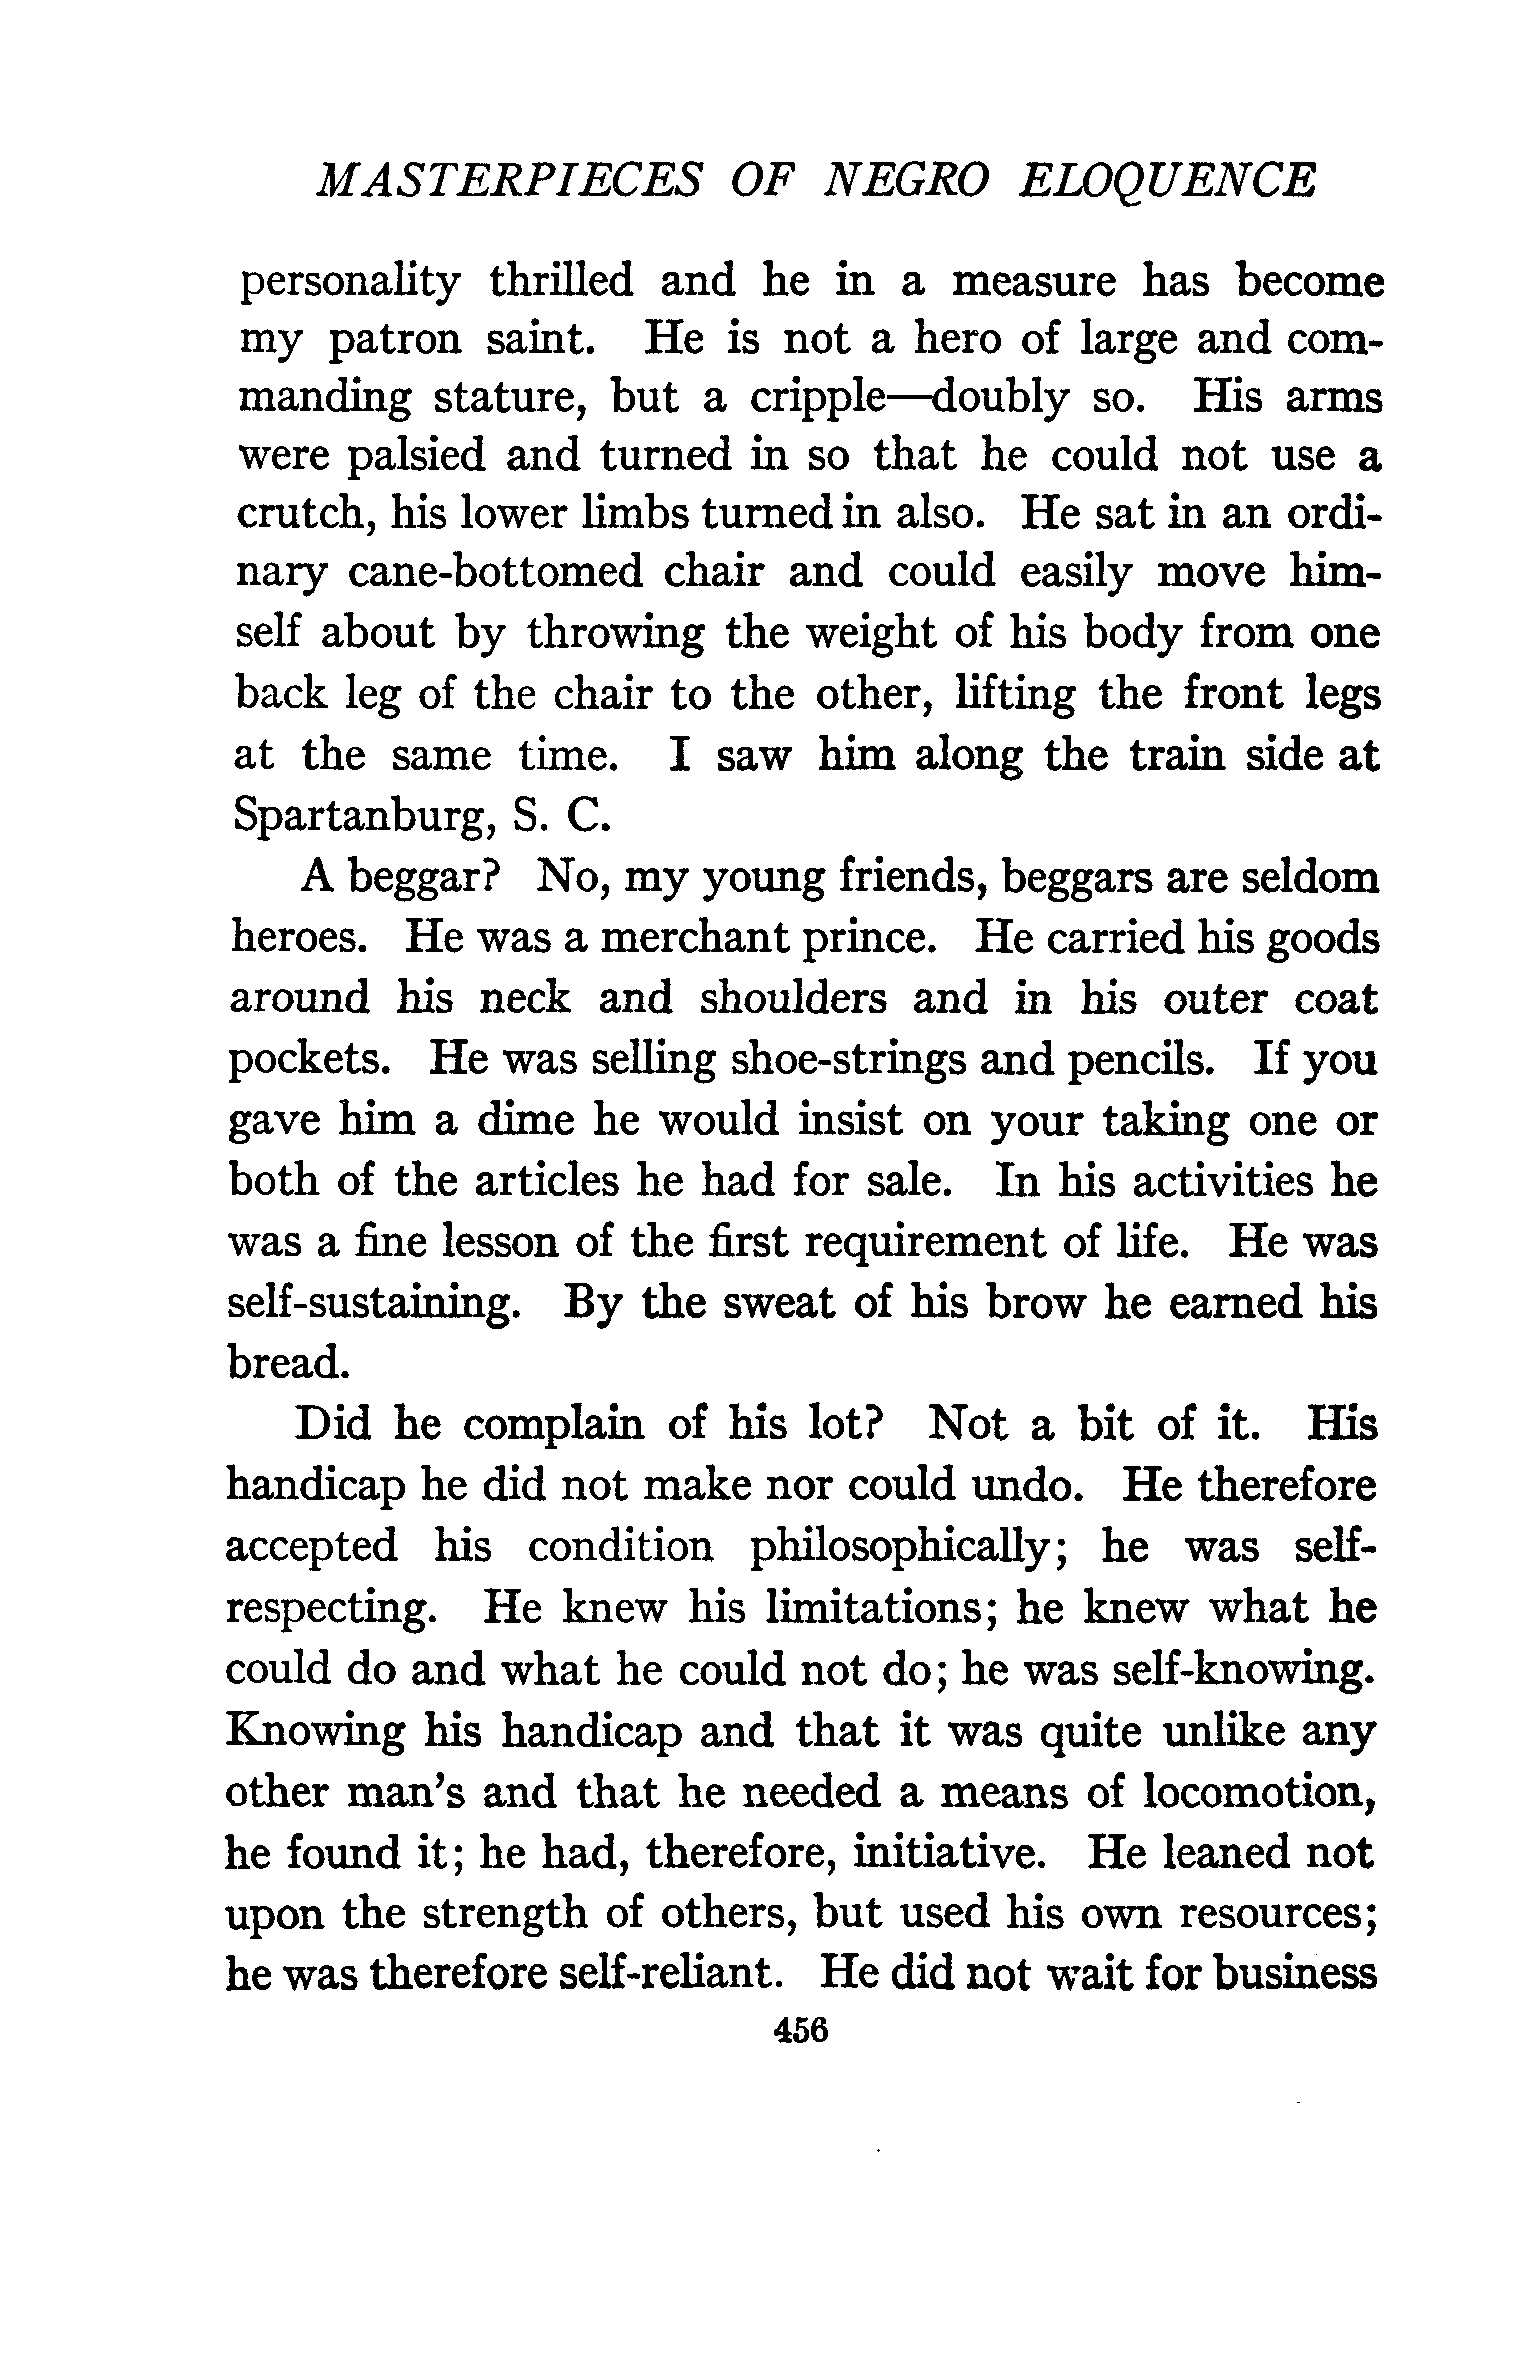 MASTERPIECES OF NEGRO ELOQUENCE
personality thrilled and he in a measure has become
my patron saint. He is not a hero of large and com-
manding stature, but a cripple—doubly so. His arms
were palsied and turned in so that he could not use a
crutch, his lower limbs turned in also. He sat in an ordi-
nary cane-bottomed chair and could easily move him-
self about by throwing the weight of his body from one
back leg of the chair to the other, lifting the front legs
at the same time. I saw him along the train side at
Spartanburg, S. C.
A beggar? No, my young friends, beggars are seldom
heroes. He was a merchant prince. He carried his goods
around his neck and shoulders and in his outer coat
pockets. He was selling shoe-strings and pencils. If you
gave him a dime he would insist on your taking one or
both of the articles he had for sale. In his activities he
was a fine lesson of the first requirement of life. He was
self-sustaining. By the sweat of his brow he earned his
bread.
Did he complain of his lot? Not a bit of it. His
handicap he did not make nor could undo. He therefore
accepted his condition philosophically; he was self-
respecting. He knew his limitations; he knew what he
could do and what he could not do; he was self-knowing.
Knowing his handicap and that it was quite unlike any
other man's and that he needed a means of locomotion,
he found it; he had, therefore, initiative. He leaned not
upon the strength of others, but used his own resources;
he was therefore self-reliant. He did not wait for business
456